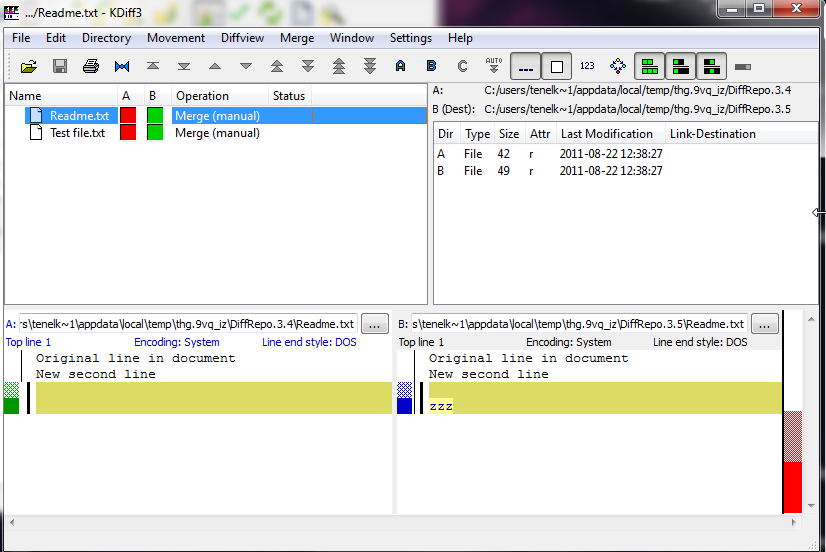 .../Readme.txt - KDiff3
File Edit Directory Movement Diffview Merge Window Settings Help
A B C AUTO 123
Name A B Operation Status
Readme.txt Merge (manual)
Test file.txt Merge (manual)
A: C:/users/tenelk~1/appdata/local/temp/thg.9vq_iz/DiffRepo.3.4
B (Dest): C:/users/tenelk~1/appdata/local/temp/thg.9vq_iz/DiffRepo.3.5
Dir Type Size Attr Last Modification Link-Destination
A File 42 r 2011-08-22 12:38:27
B File 49 r 2011-08-22 12:38:27
A: s\tenelk~1\appdata\local\temp\thg.9vq_iz\DiffRepo.3.4\Readme.txt ...
Top line 1 Encoding: System Line end style: DOS
Original line in document
New second line
B: s\tenelk~1\appdata\local\temp\thg.9vq_iz\DiffRepo.3.5\Readme.txt ...
Top line 1 Encoding: System Line end style: DOS
Original line in document
New second line
zzz